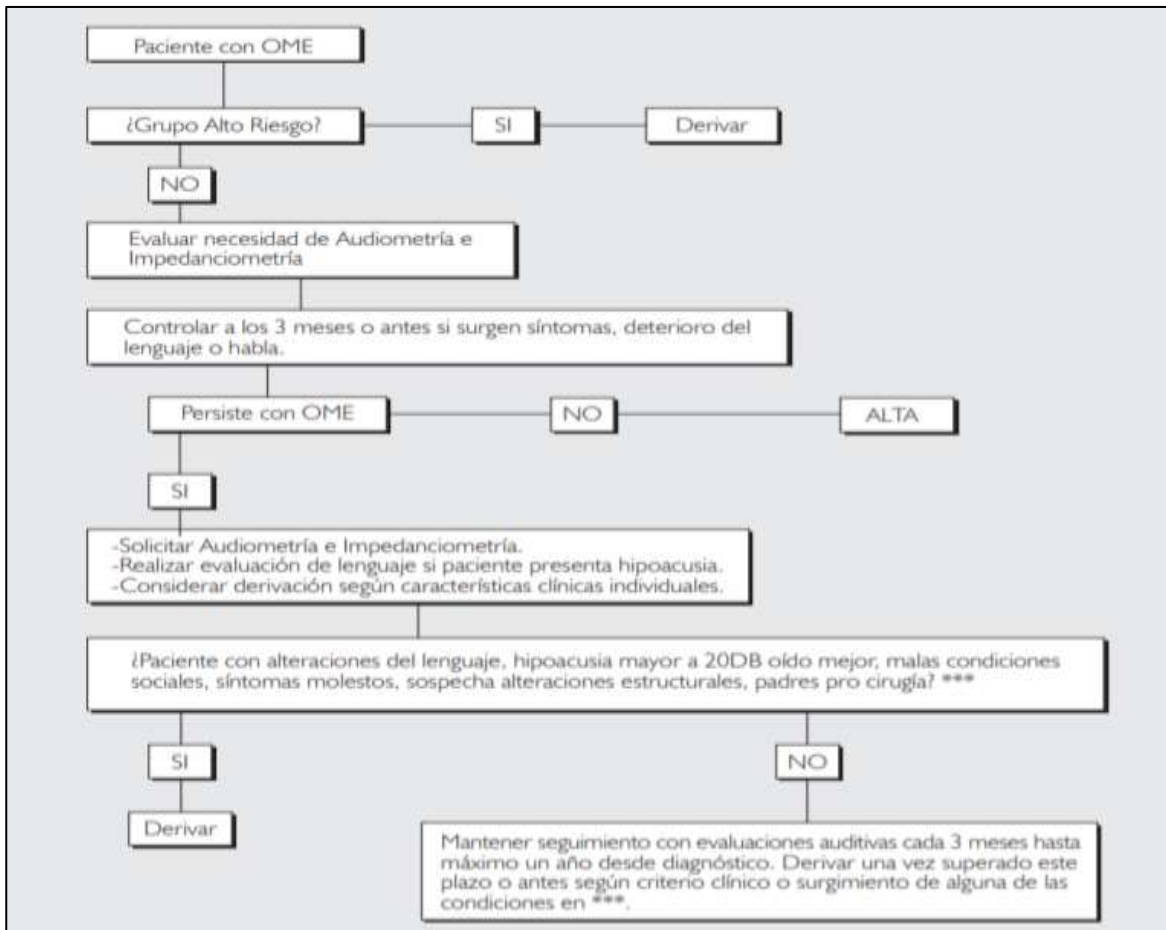 Paciente con OME
¿Grupo Alto Riesgo?
SI
Derivar
NO
Evaluar necesidad de Audiometría e
Impedanciometría
Controlar a los 3 meses o antes si surgen síntomas, deterioro del
lenguaje o habla.
Persiste con OME
NO
ALTA
SI
-Solicitar Audiometría e Impedanciometría.
-Realizar evaluación de lenguaje si paciente presenta hipoacusia.
-Considerar derivación según características clínicas individuales.
¿Paciente con alteraciones del lenguaje, hipoacusia mayor a 20DB oído mejor, malas condiciones
sociales, síntomas molestos, sospecha alteraciones estructurales, padres pro cirugía? ***
SI
NO
Derivar
Mantener seguimiento con evaluaciones auditivas cada 3 meses hasta
máximo un año desde diagnóstico. Derivar una vez superado este
plazo o antes según criterio clínico o surgimiento de alguna de las
condiciones en ***.